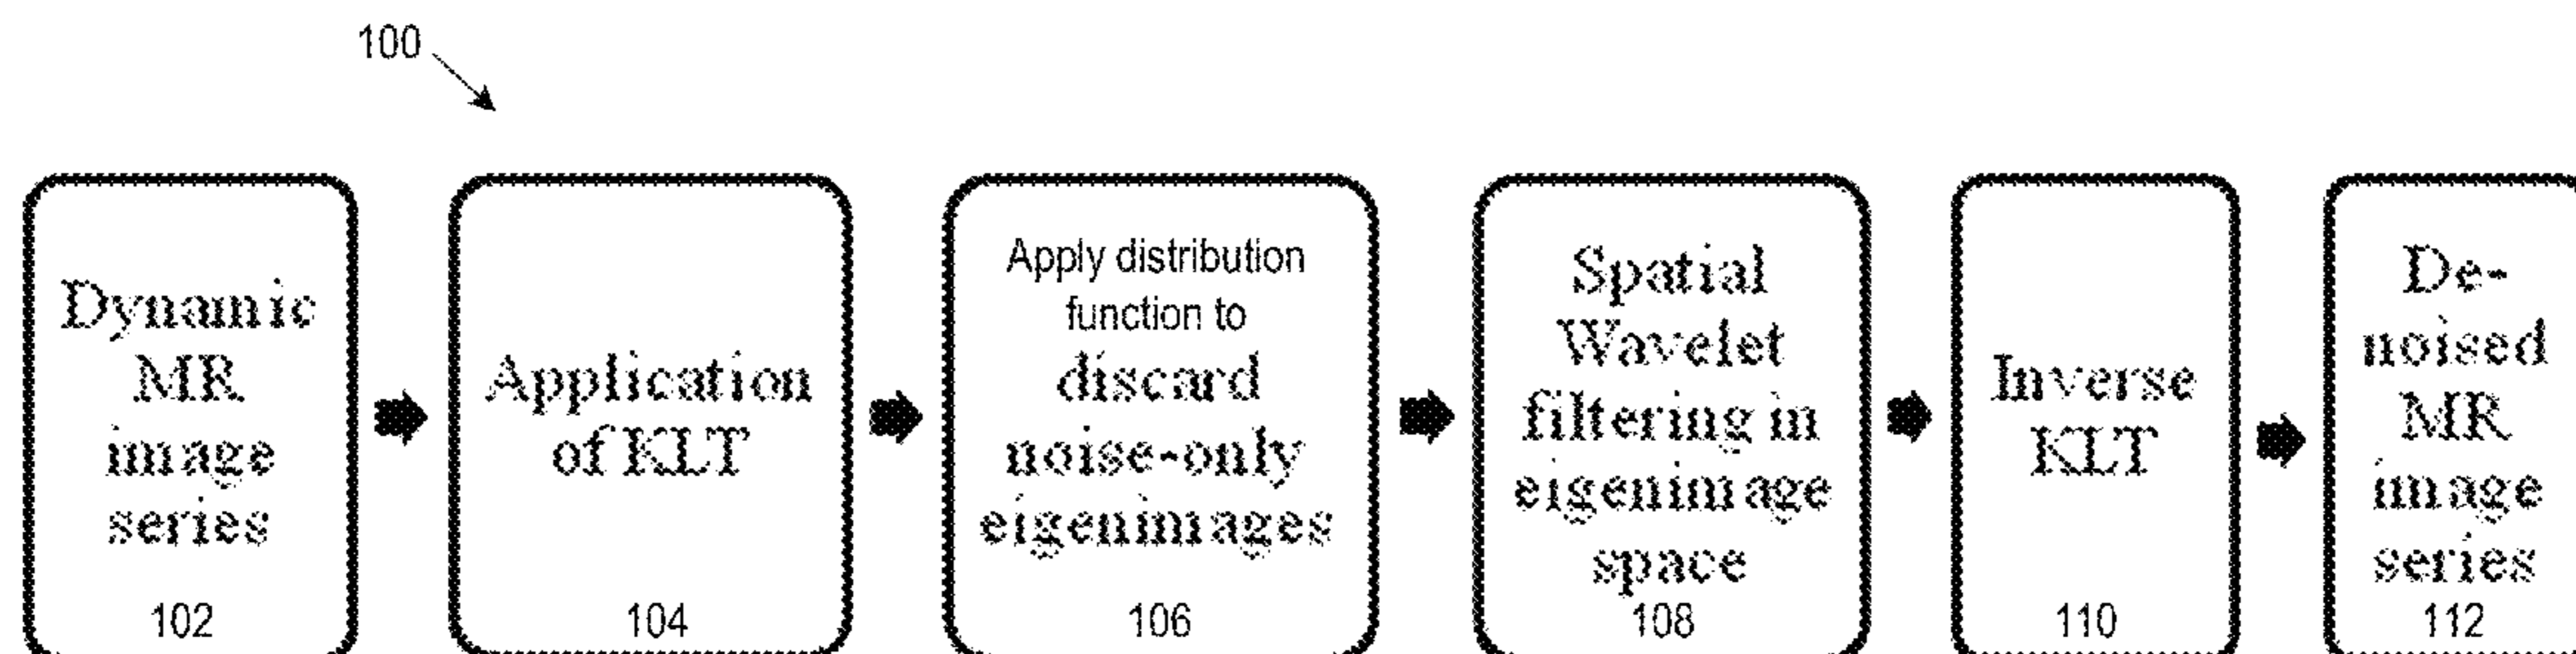 100
Dynamic
MR
image
series
102
Application
of KLT
104
Apply distribution
function to
discard
noise-only
eigenimages
106
Spatial
Wavelet
filtering in
eigenimage
space
108
Inverse
KLT
110
De-
noised
MR
image
series
112